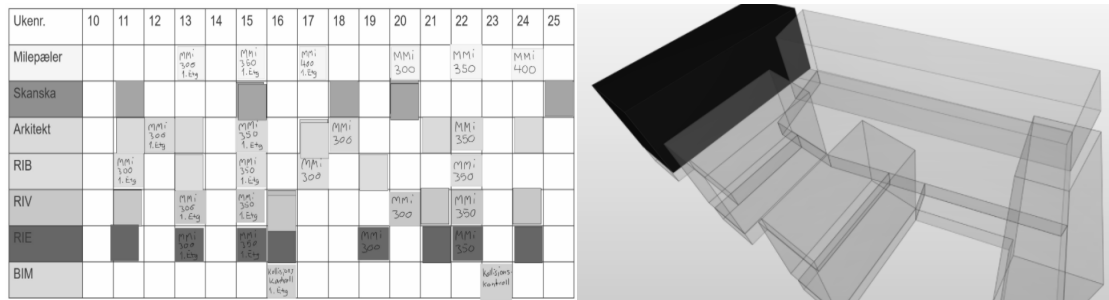 Ukenr. 10 11 12 13 14 15 16 17 18 19 20 21 22 23 24 25
Milepæler
MMi
300
1.Etg
MMi
350
1.Etg
MMi
400
1.Etg
MMi
300
MMi
350
MMi
400
Skanska
Arkitekt
MMi
300
1.Etg
MMi
350
1.Etg
MMi
300
MMi
350
RIB
MMi
300
1.Etg
MMi
350
1.Etg
MMi
300
MMi
350
RIV
MMi
300
1.Etg
MMi
350
1.Etg
MMi
300
MMi
350
RIE
MMi
300
1.Etg
MMi
350
1.Etg
MMi
300
MMi
350
BIM
Kollisjons
kontroll
1.Etg
Kollisjons
kontroll